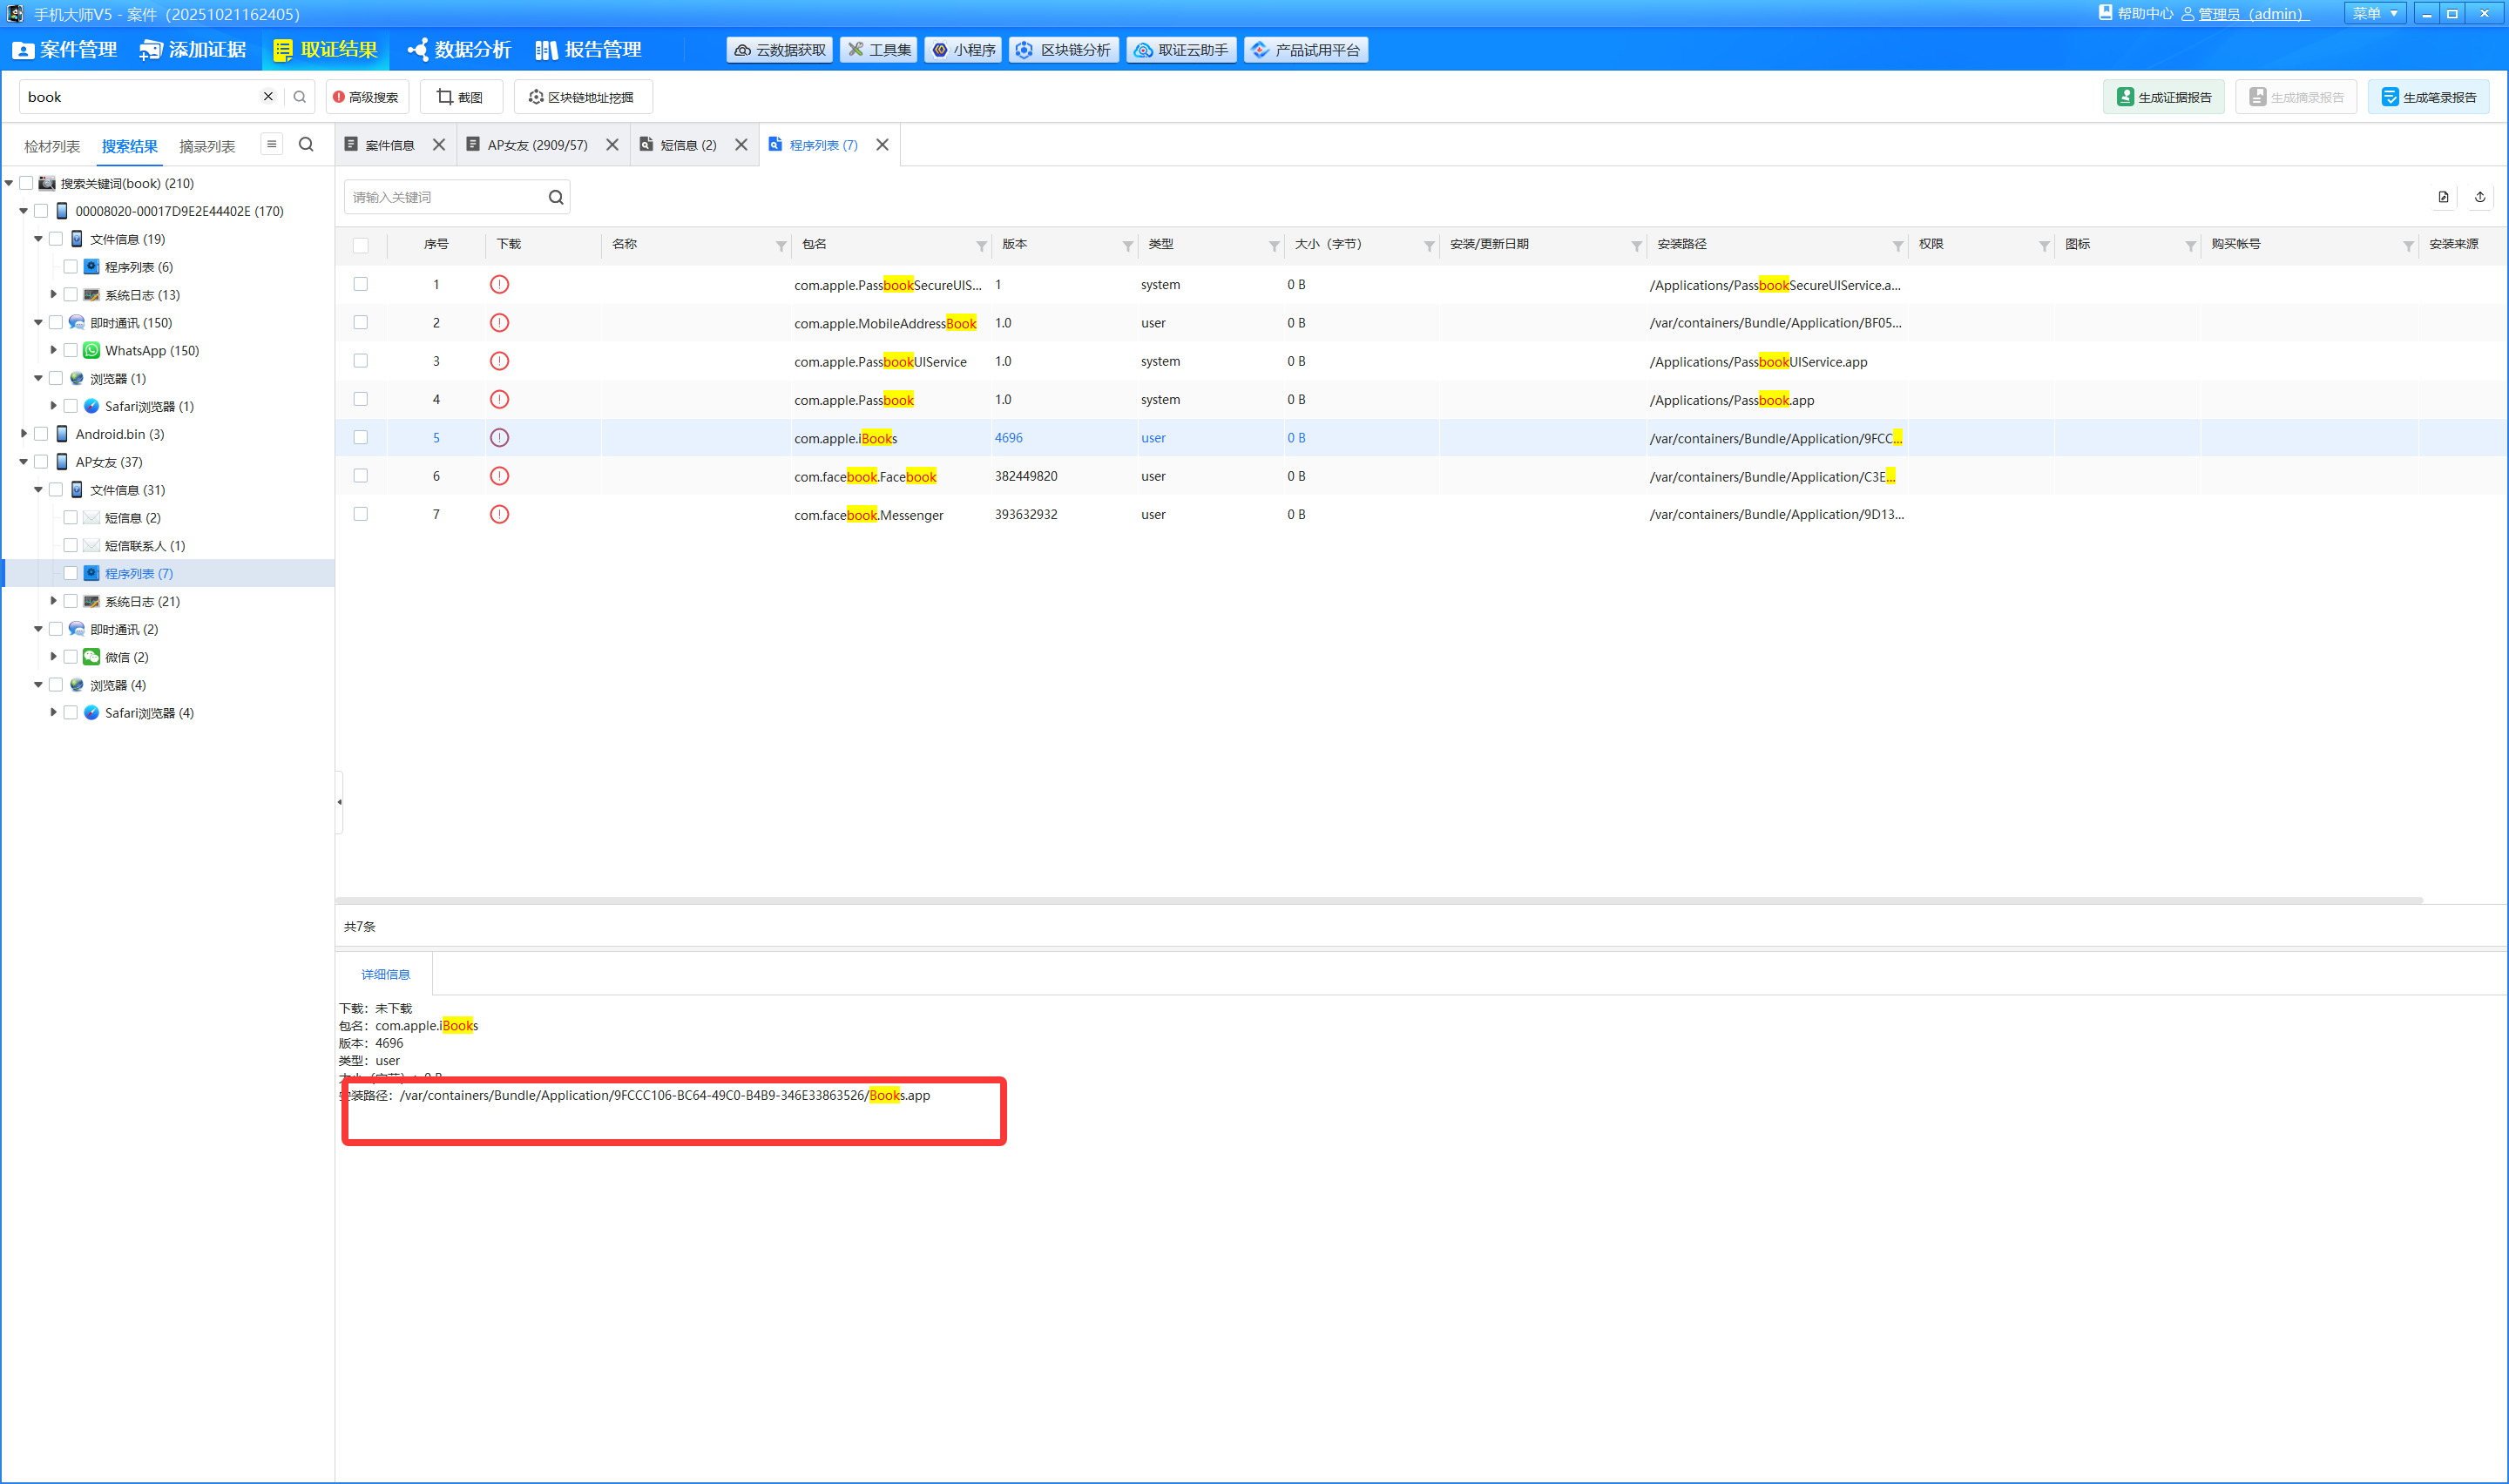 手机大师V5 - 案件（20251021162405）
帮助中心 管理员（admin） 菜单
案件管理 添加证据 取证结果 数据分析 报告管理 云数据获取 工具集 小程序 区块链分析 取证云助手 产品试用平台
book 高级搜索 截图 区块链地址挖掘 生成证据报告 生成摘录报告 生成笔录报告
检材列表 搜索结果 摘录列表
搜索关键词(book) (210)
00008020-00017D9E2E44402E (170)
文件信息 (19)
程序列表 (6)
系统日志 (13)
即时通讯 (150)
WhatsApp (150)
浏览器 (1)
Safari浏览器 (1)
Android.bin (3)
AP女友 (37)
文件信息 (31)
短信息 (2)
短信联系人 (1)
程序列表 (7)
系统日志 (21)
即时通讯 (2)
微信 (2)
浏览器 (4)
Safari浏览器 (4)
案件信息 AP女友 (2909/57) 短信息 (2) 程序列表 (7)
请输入关键词
序号 下载 名称 包名 版本 类型 大小（字节） 安装/更新日期 安装路径 权限 图标 购买帐号 安装来源
1 com.apple.PassbookSecureUIS... 1 system 0 B /Applications/PassbookSecureUIService.a...
2 com.apple.MobileAddressBook 1.0 user 0 B /var/containers/Bundle/Application/BF05...
3 com.apple.PassbookUIService 1.0 system 0 B /Applications/PassbookUIService.app
4 com.apple.Passbook 1.0 system 0 B /Applications/Passbook.app
5 com.apple.iBooks 4696 user 0 B /var/containers/Bundle/Application/9FCC...
6 com.facebook.Facebook 382449820 user 0 B /var/containers/Bundle/Application/C3E...
7 com.facebook.Messenger 393632932 user 0 B /var/containers/Bundle/Application/9D13...
共7条
详细信息
下载：未下载
包名：com.apple.iBooks
版本：4696
类型：user
大小（字节）：0 B
安装路径：/var/containers/Bundle/Application/9FCCC106-BC64-49C0-B4B9-346E33863526/Books.app